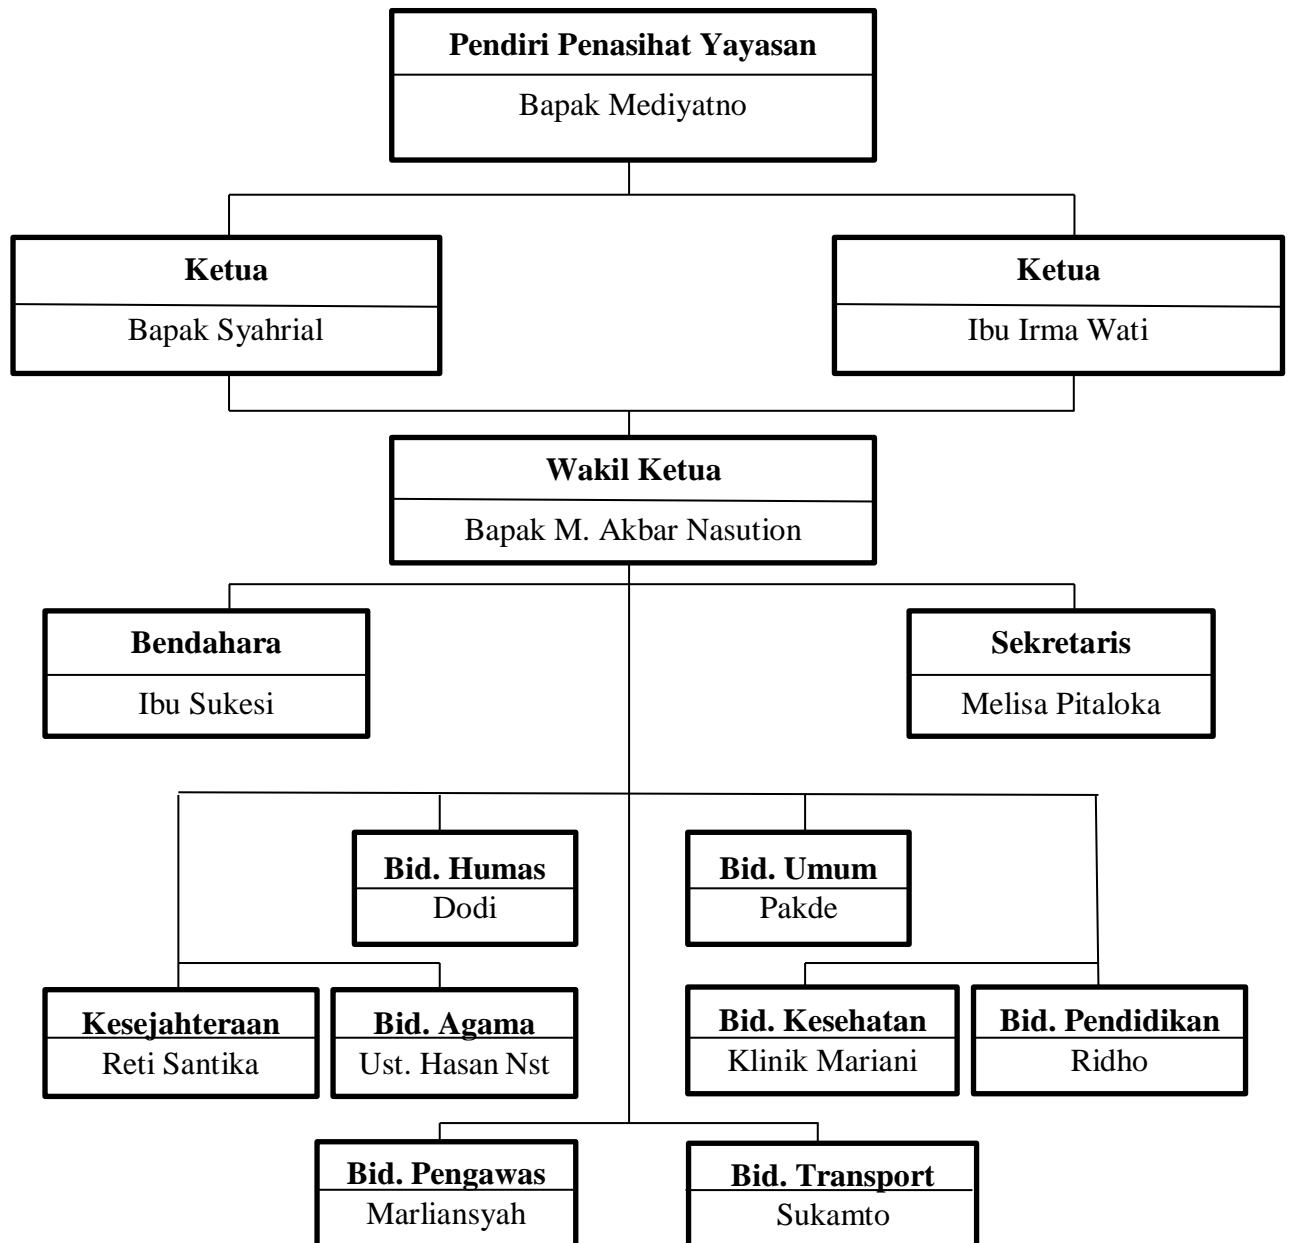 Pendiri Penasihat Yayasan
Bapak Mediyatno
Ketua
Bapak Syahrial
Ketua
Ibu Irma Wati
Wakil Ketua
Bapak M. Akbar Nasution
Bendahara
Ibu Sukesi
Sekretaris
Melisa Pitaloka
Bid. Humas
Dodi
Bid. Umum
Pakde
Kesejahteraan
Reti Santika
Bid. Agama
Ust. Hasan Nst
Bid. Kesehatan
Klinik Mariani
Bid. Pendidikan
Ridho
Bid. Pengawas
Marliansyah
Bid. Transport
Sukamto